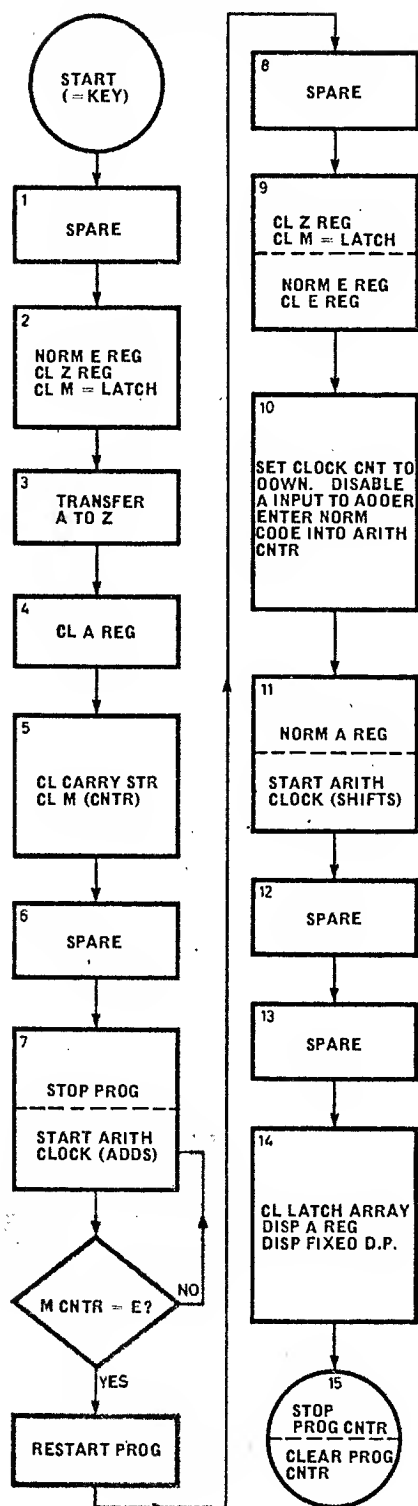 START
(=KEY)
1
SPARE
2
NORM E REG
CL Z REG
CL M = LATCH
3
TRANSFER
A TO Z
4
CL A REG
5
CL CARRY STR
CL M (CNTR)
6
SPARE
7
STOP PROG
START ARITH
CLOCK (ADDS)
M CNTR = E?
NO
YES
RESTART PROG
8
SPARE
9
CL Z REG
CL M = LATCH
NORM E REG
CL E REG
10
SET CLOCK CNT TO
DOWN. DISABLE
A INPUT TO ADDER
ENTER NORM
CODE INTO ARITH
CNTR
11
NORM A REG
START ARITH
CLOCK (SHIFTS)
12
SPARE
13
SPARE
14
CL LATCH ARRAY
DISP A REG
DISP FIXED D.P.
15
STOP
PROG CNTR
CLEAR PROG
CNTR